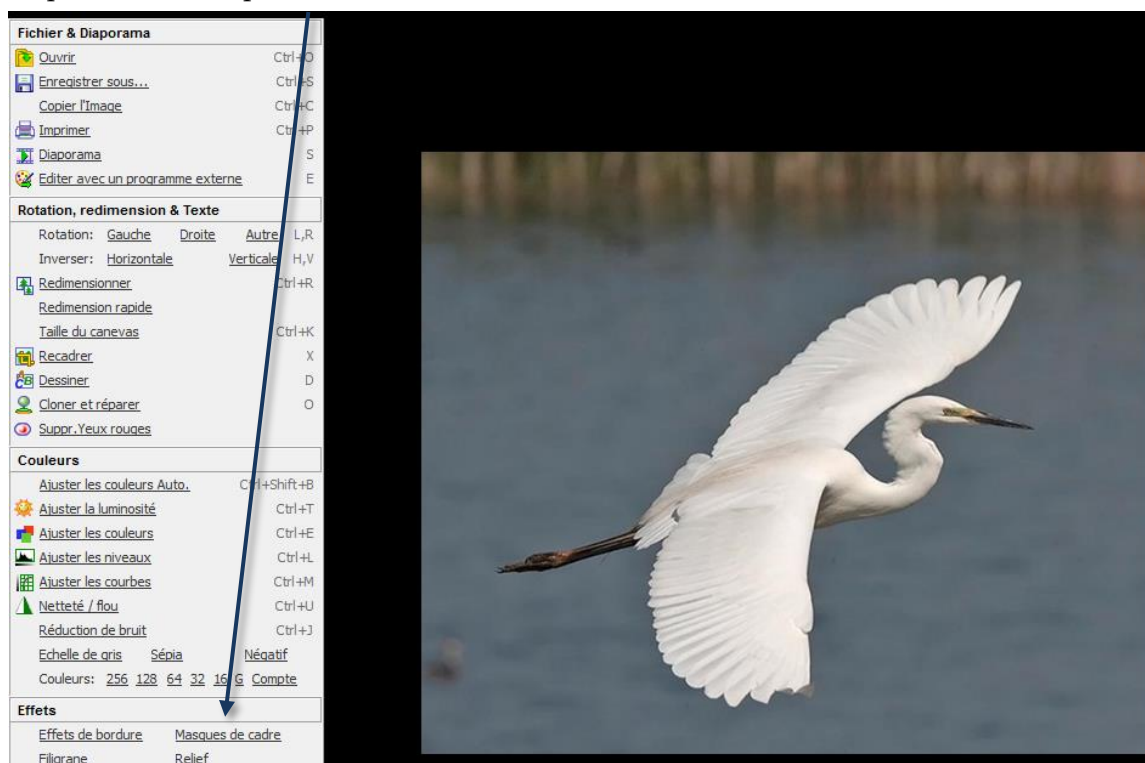 Fichier & Diaporama
Ouvrir Ctrl+O
Enregistrer sous... Ctrl+S
Copier l'Image Ctrl+C
Imprimer Ctrl+P
Diaporama S
Editer avec un programme externe E
Rotation, redimension & Texte
Rotation: Gauche Droite Autre L,R
Inverser: Horizontale Verticale H,V
Redimensionner Ctrl+R
Redimension rapide
Taille du canevas Ctrl+K
Recadrer X
Dessiner D
Cloner et réparer O
Suppr.Yeux rouges
Couleurs
Ajuster les couleurs Auto. Ctrl+Shift+B
Ajuster la luminosité Ctrl+T
Ajuster les couleurs Ctrl+E
Ajuster les niveaux Ctrl+L
Ajuster les courbes Ctrl+M
Netteté / flou Ctrl+U
Réduction de bruit Ctrl+J
Echelle de gris Sépia Négatif
Couleurs: 256 128 64 32 16 G Compte
Effets
Effets de bordure Masques de cadre
Filigrane Relief